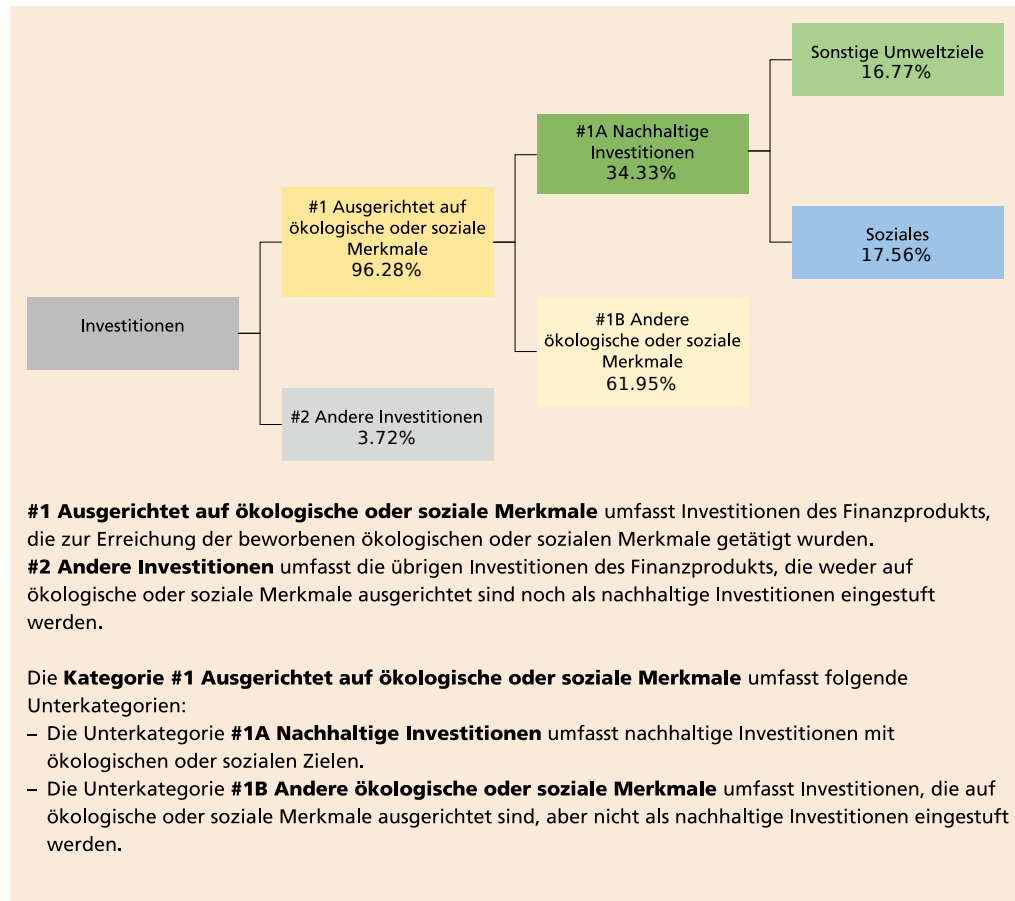 Sonstige Umweltziele
16.77%
#1A Nachhaltige
Investitionen
34.33%
#1 Ausgerichtet auf
ökologische oder soziale
Merkmale
96.28%
Soziales
17.56%
Investitionen
#1B Andere
ökologische oder soziale
Merkmale
61.95%
#2 Andere Investitionen
3.72%
#1 Ausgerichtet auf ökologische oder soziale Merkmale umfasst Investitionen des Finanzprodukts,
die zur Erreichung der beworbenen ökologischen oder sozialen Merkmale getätigt wurden.
#2 Andere Investitionen umfasst die übrigen Investitionen des Finanzprodukts, die weder auf
ökologische oder soziale Merkmale ausgerichtet sind noch als nachhaltige Investitionen eingestuft
werden.
Die Kategorie #1 Ausgerichtet auf ökologische oder soziale Merkmale umfasst folgende
Unterkategorien:
– Die Unterkategorie #1A Nachhaltige Investitionen umfasst nachhaltige Investitionen mit
ökologischen oder sozialen Zielen.
– Die Unterkategorie #1B Andere ökologische oder soziale Merkmale umfasst Investitionen, die auf
ökologische oder soziale Merkmale ausgerichtet sind, aber nicht als nachhaltige Investitionen eingestuft
werden.